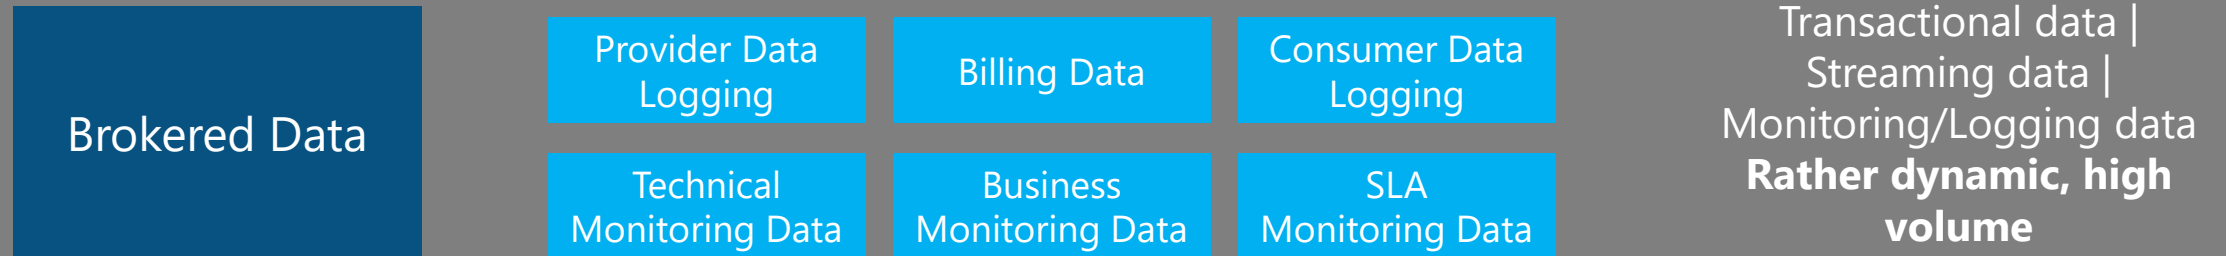 Brokered Data
Provider Data
Logging
Billing Data
Consumer Data
Logging
Technical
Monitoring Data
Business
Monitoring Data
SLA
Monitoring Data
Transactional data |
Streaming data |
Monitoring/Logging data
Rather dynamic, high
volume